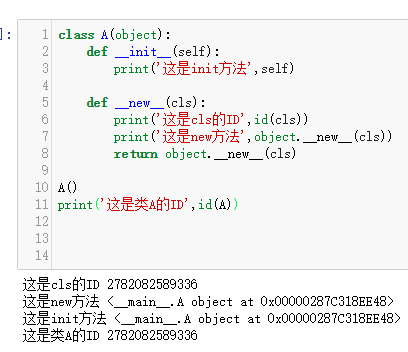 ]:
1 class A(object):
2 def __init__(self):
3 print('这是init方法',self)
4
5 def __new__(cls):
6 print('这是cls的ID',id(cls))
7 print('这是new方法',object.__new__(cls))
8 return object.__new__(cls)
9
10 A()
11 print('这是类A的ID',id(A))
12
13
14
这是cls的ID 2782082589336
这是new方法 <__main__.A object at 0x00000287C318EE48>
这是init方法 <__main__.A object at 0x00000287C318EE48>
这是类A的ID 2782082589336